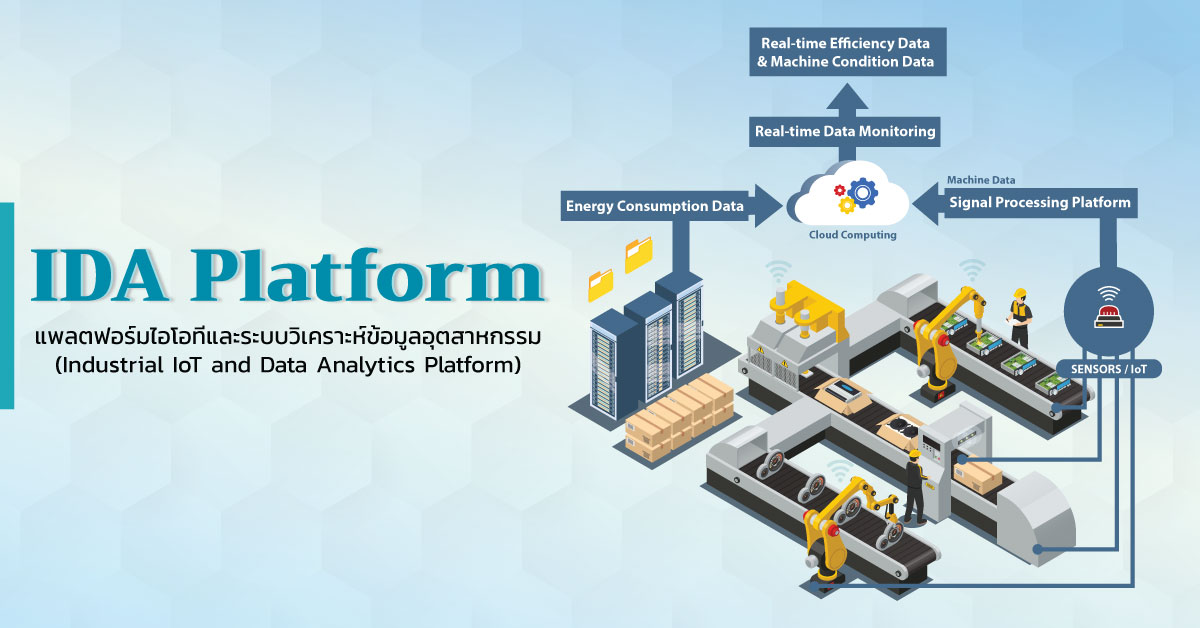 IDA Platform
แพลตฟอร์มไอโอทีและระบบวิเคราะห์ข้อมูลอุตสาหกรรม
(Industrial IoT and Data Analytics Platform)
Real-time Efficiency Data
& Machine Condition Data
Real-time Data Monitoring
Energy Consumption Data
Cloud Computing
Machine Data
Signal Processing Platform
SENSORS / IoT